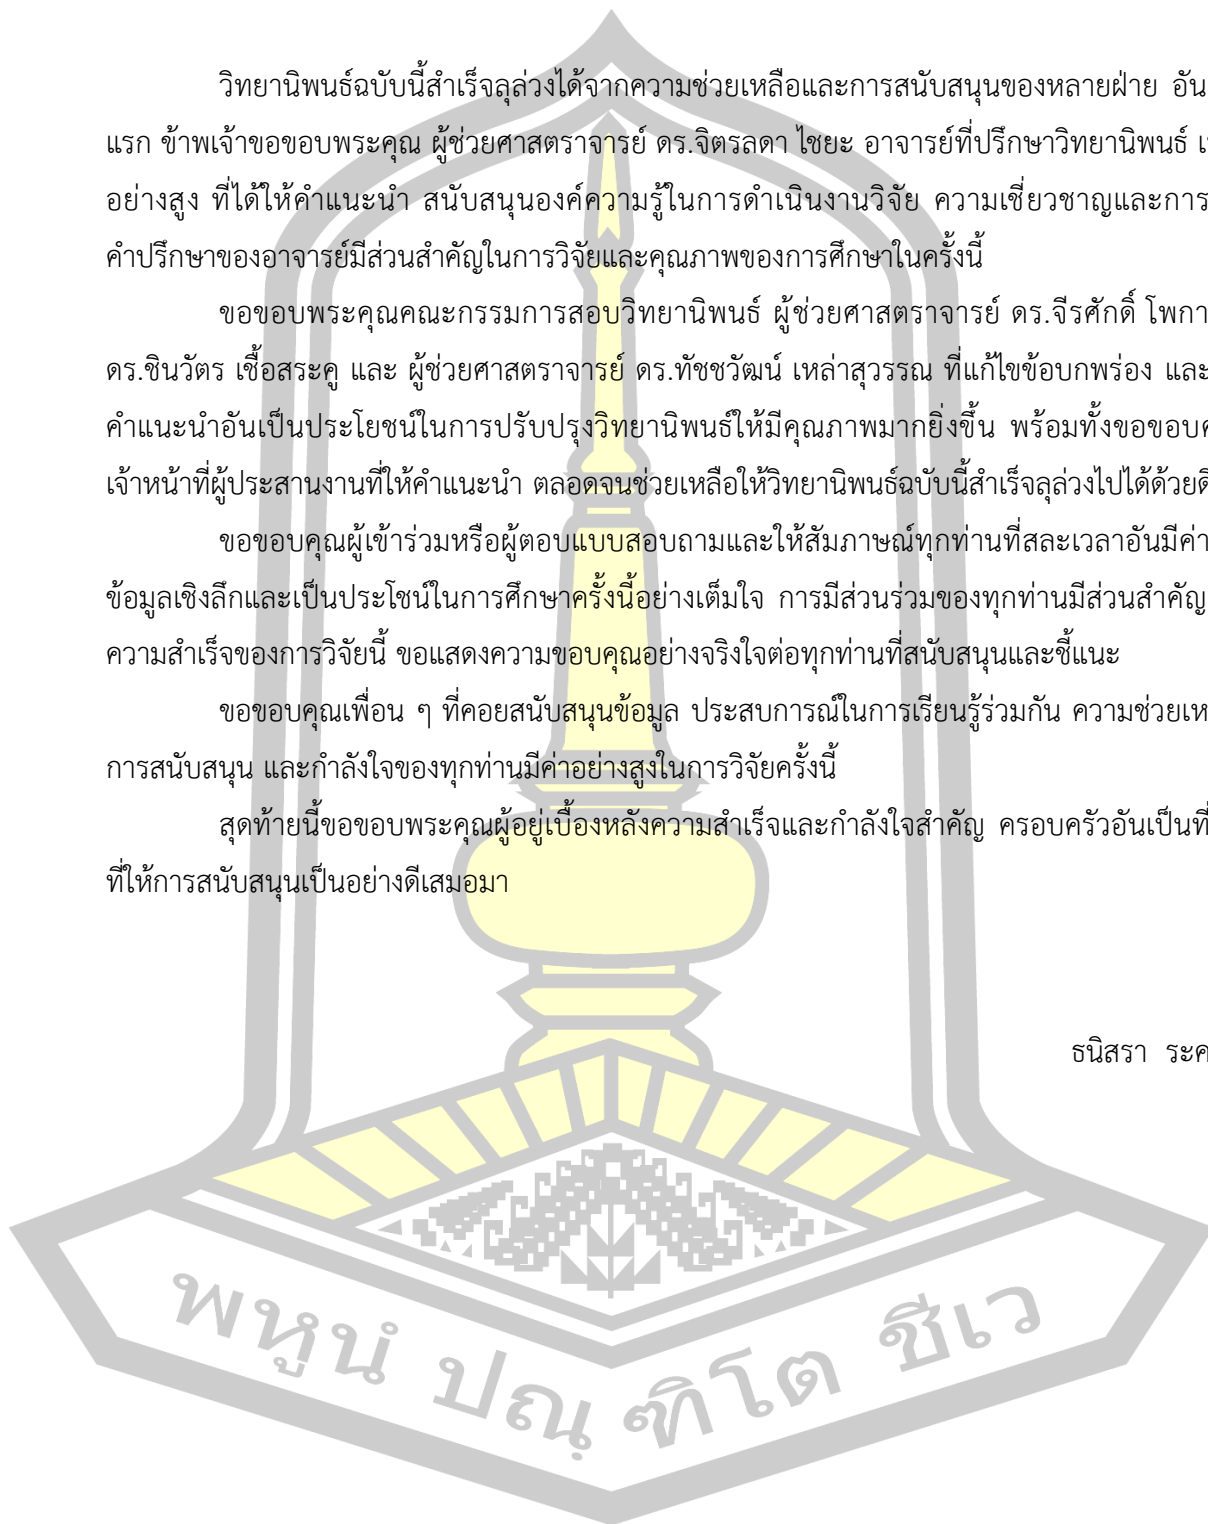 วิทยานิพนธ์ฉบับนี้สำเร็จลุล่วงได้จากความช่วยเหลือและการสนับสนุนของหลายฝ่าย อัน
แรก ข้าพเจ้าขอขอบพระคุณ ผู้ช่วยศาสตราจารย์ ดร.จิตรลดา ไชยะ อาจารย์ที่ปรึกษาวิทยานิพนธ์
อย่างสูง ที่ได้ให้คำแนะนำ สนับสนุนองค์ความรู้ในการดำเนินงานวิจัย ความเชี่ยวชาญและการ
คำปรึกษาของอาจารย์มีส่วนสำคัญในการวิจัยและคุณภาพของการศึกษาในครั้งนี้
ขอขอบพระคุณคณะกรรมการสอบวิทยานิพนธ์ ผู้ช่วยศาสตราจารย์ ดร.จีรศักดิ์ โพกา
ดร.ชินวัตร เชื้อสระคู และ ผู้ช่วยศาสตราจารย์ ดร.ทัชชวัฒน์ เหล่าสุวรรณ ที่แก้ไขข้อบกพร่อง และ
คำแนะนำอันเป็นประโยชน์ในการปรับปรุงวิทยานิพนธ์ให้มีคุณภาพมากยิ่งขึ้น พร้อมทั้งขอขอบ
เจ้าหน้าที่ผู้ประสานงานที่ให้คำแนะนำ ตลอดจนช่วยเหลือให้วิทยานิพนธ์ฉบับนี้สำเร็จลุล่วงไปได้ด้วยดี
ขอขอบคุณผู้เข้าร่วมหรือผู้ตอบแบบสอบถามและให้สัมภาษณ์ทุกท่านที่สละเวลาอันมีค่า
ข้อมูลเชิงลึกและเป็นประโชน์ในการศึกษาครั้งนี้อย่างเต็มใจ การมีส่วนร่วมของทุกท่านมีส่วนสำคัญ
ความสำเร็จของการวิจัยนี้ ขอแสดงความขอบคุณอย่างจริงใจต่อทุกท่านที่สนับสนุนและชี้แนะ
ขอขอบคุณเพื่อน ๆ ที่คอยสนับสนุนข้อมูล ประสบการณ์ในการเรียนรู้ร่วมกัน ความช่วยเห
การสนับสนุน และกำลังใจของทุกท่านมีค่าอย่างสูงในการวิจัยครั้งนี้
สุดท้ายนี้ขอขอบพระคุณผู้อยู่เบื้องหลังความสำเร็จและกำลังใจสำคัญ ครอบครัวอันเป็นที่
ที่ให้การสนับสนุนเป็นอย่างดีเสมอมา
ธนิสรา ระค
พหูนํ ปณฺฑิโต ชีเว